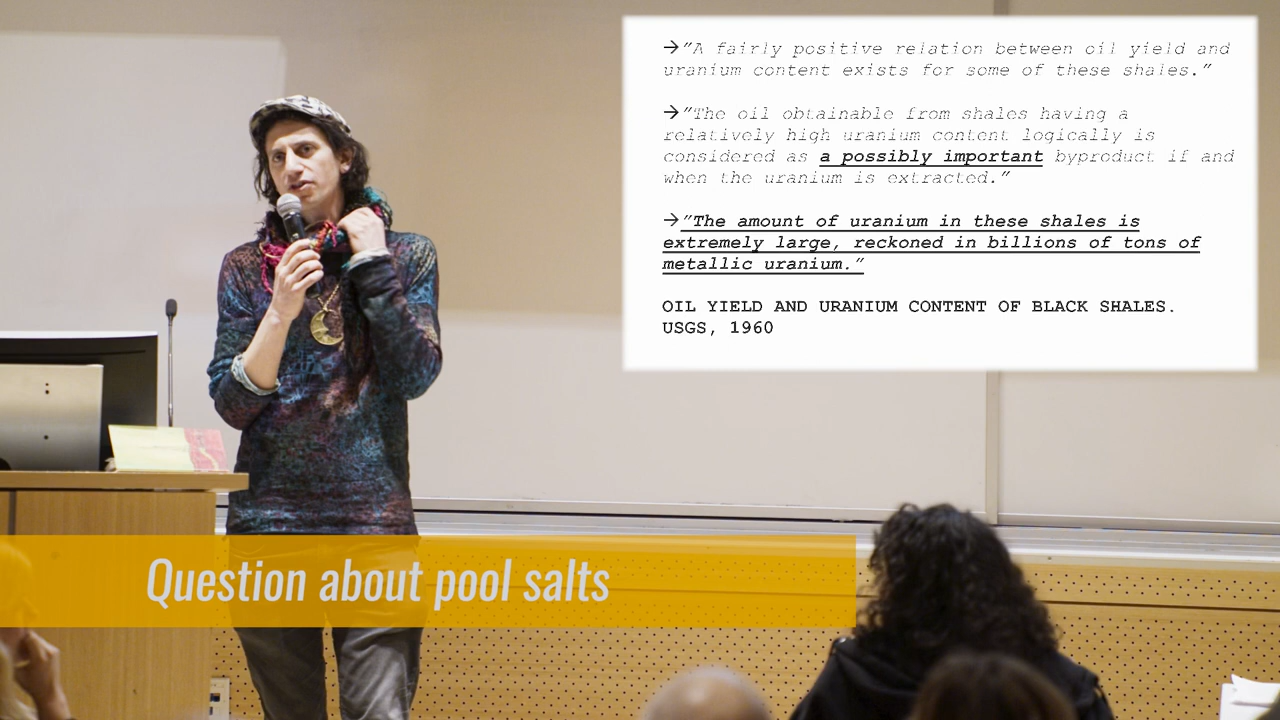 →"A fairly positive relation between oil yield and
uranium content exists for some of these shales."
→"The oil obtainable from shales having a
relatively high uranium content logically is
considered as a possibly important byproduct if and
when the uranium is extracted."
→"The amount of uranium in these shales is
extremely large, reckoned in billions of tons of
metallic uranium."
OIL YIELD AND URANIUM CONTENT OF BLACK SHALES.
USGS, 1960
Question about pool salts